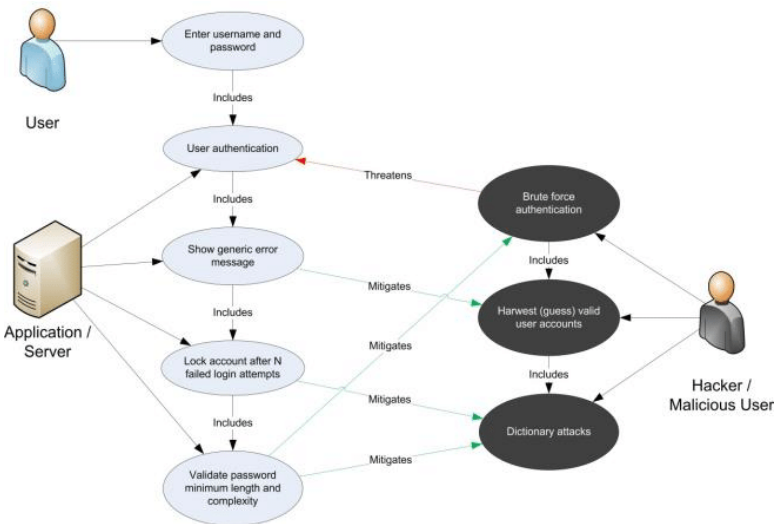 Enter username and
password
User
Includes
User authentication
Threatens
Brute force
authentication
Includes
Show generic error
message
Includes
Mitigates
Harwest (guess) valid
user accounts
Application /
Server
Includes
Mitigates
Lock account after N
failed login attempts
Includes
Hacker /
Malicious User
Mitigates
Dictionary attacks
Includes
Mitigates
Validate password
minimum length and
complexity